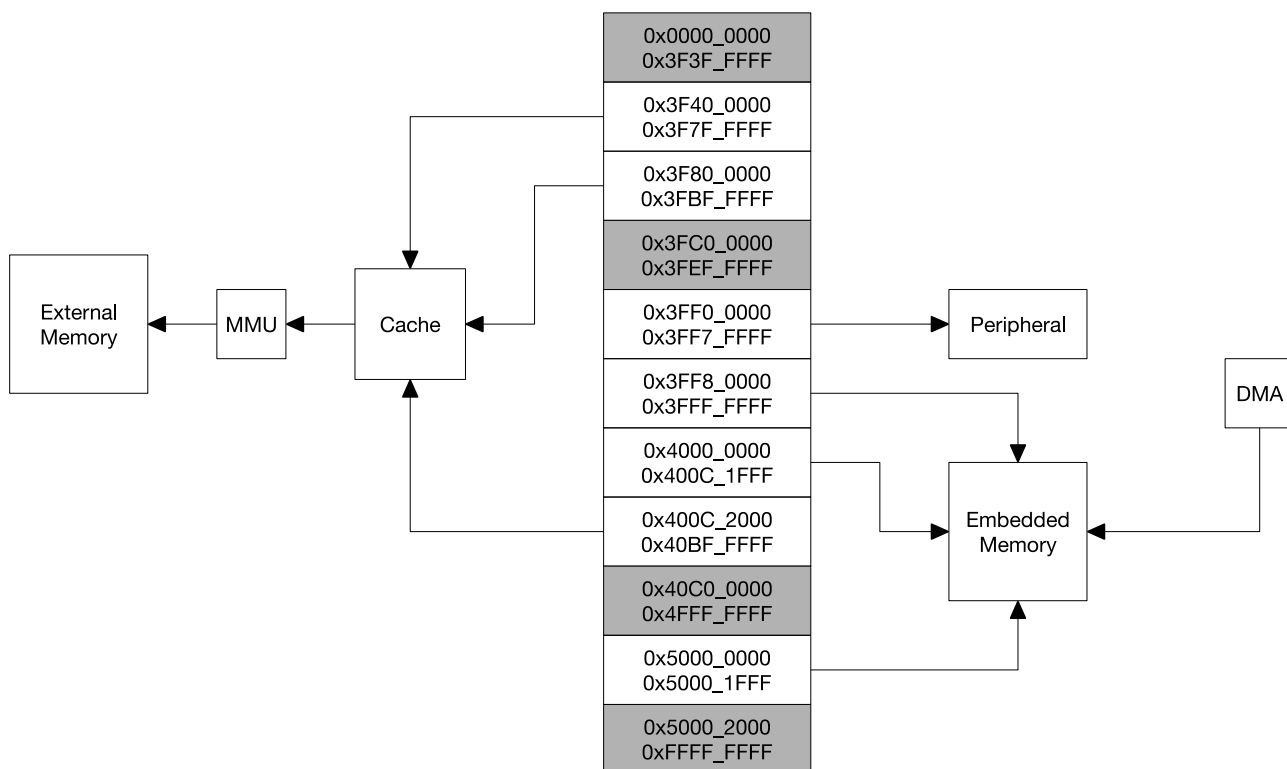 0x0000_0000
0x3F3F_FFFF
0x3F40_0000
0x3F7F_FFFF
0x3F80_0000
0x3FBF_FFFF
0x3FC0_0000
0x3FEF_FFFF
0x3FF0_0000
0x3FF7_FFFF
0x3FF8_0000
0x3FFF_FFFF
0x4000_0000
0x400C_1FFF
0x400C_2000
0x40BF_FFFF
0x40C0_0000
0x4FFF_FFFF
0x5000_0000
0x5000_1FFF
0x5000_2000
0xFFFF_FFFF
External
Memory
MMU
Cache
Peripheral
DMA
Embedded
Memory